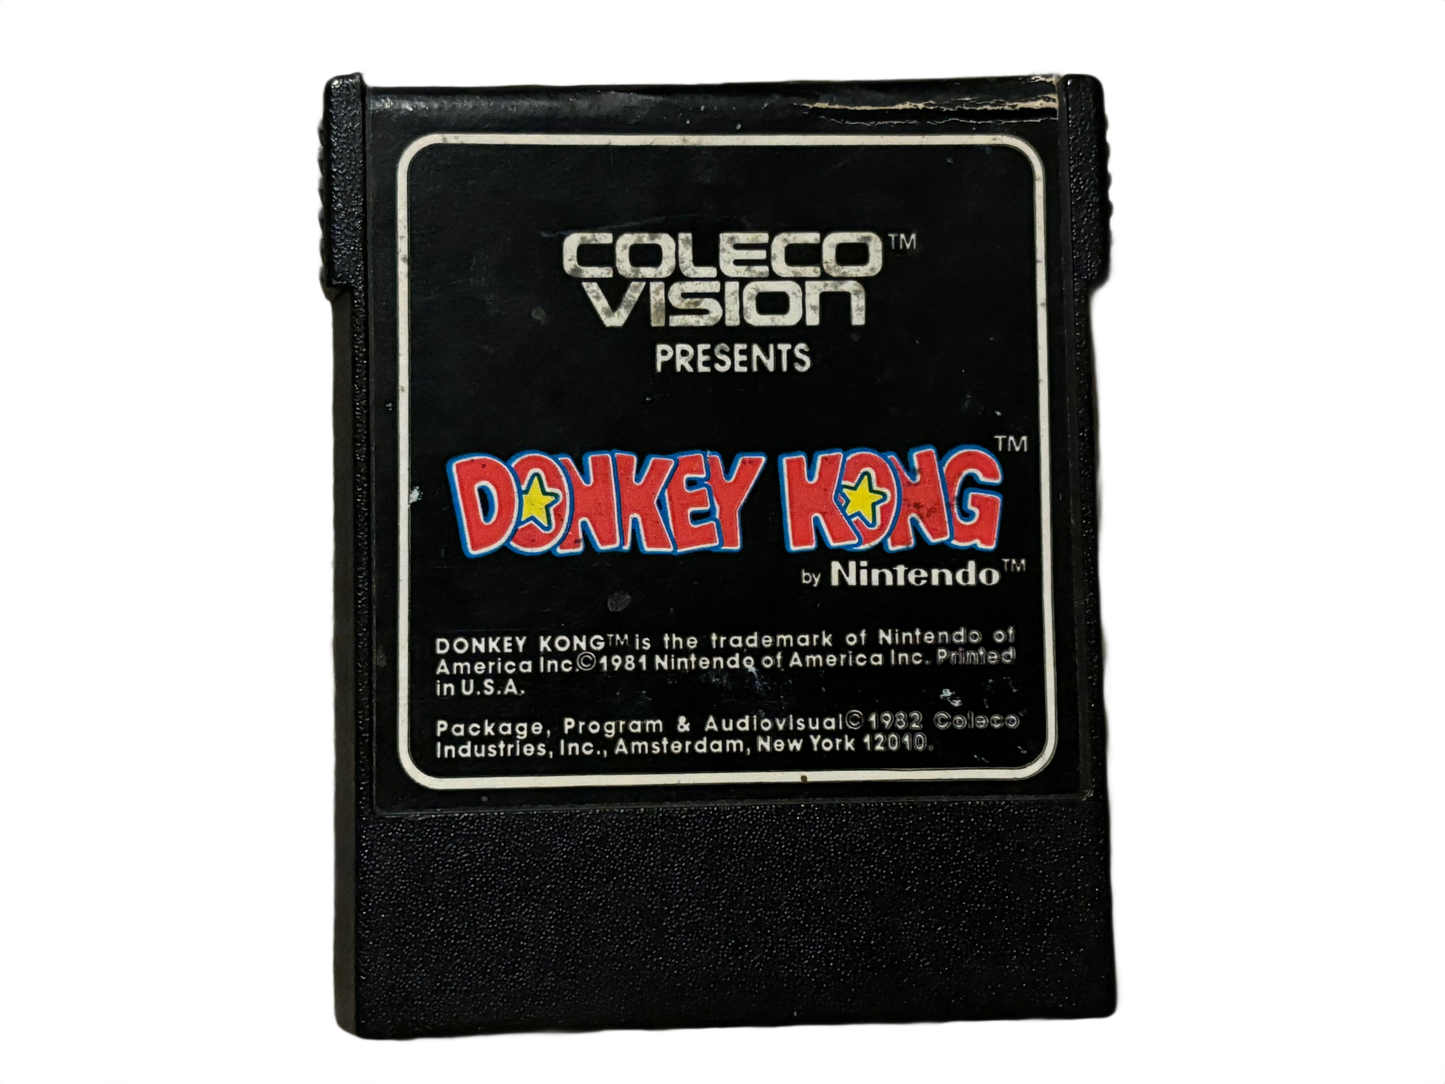 COLECO™
VISION
PRESENTS
DONKEY KONG™
by Nintendo™
DONKEY KONG™ is the trademark of Nintendo of
America Inc.©1981 Nintendo of America Inc. Printed
in U.S.A.
Package, Program & Audiovisual©1982 Coleco
Industries, Inc., Amsterdam, New York 12010.